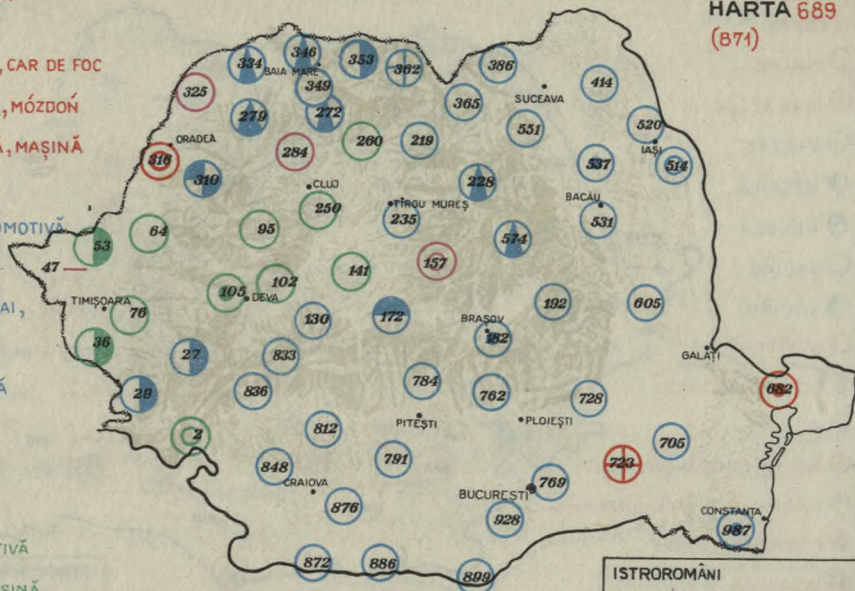 HARTA 689
(871)
, CAR DE FOC
, MÓZDOŃ
Ă, MAȘINĂ
OMOTIVĂ
AI,
Ă
TIVĂ
ȘINĂ
334
346
353
362
386
BAIA MARE
349
325
365
SUCEAVA
414
279
272
260
219
551
520
ORADEA
IAȘI
316
284
537
514
310
228
CLUJ
250
TÎRGU MUREȘ
BACĂU
235
531
64
95
53
574
47
157
141
102
105
DEVA
TIMIȘOARA
76
130
172
192
605
BRAȘOV
182
36
27
833
GALAȚI
29
836
784
762
728
682
PITEȘTI
PLOIEȘTI
2
812
705
848
791
723
CRAIOVA
769
BUCUREȘTI
876
928
CONSTANȚA
987
872
886
899
ISTROROMÂNI